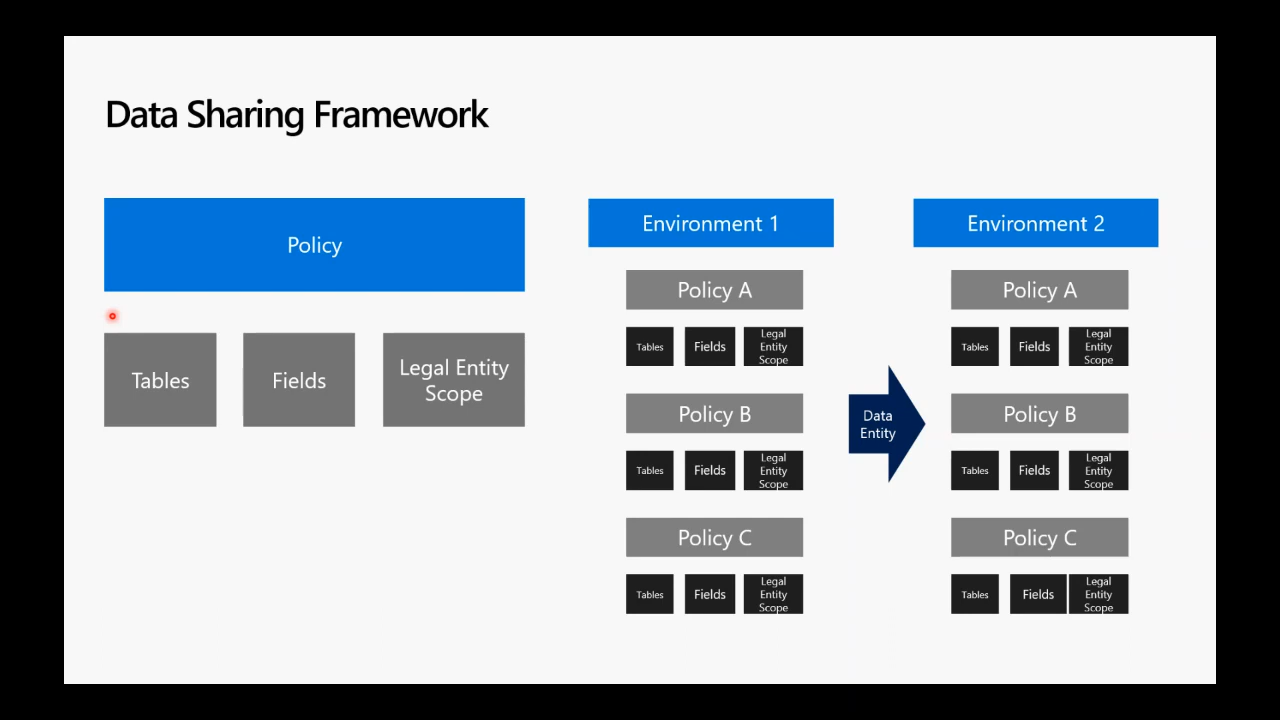 Data Sharing Framework
Policy
Tables
Fields
Legal Entity
Scope
Environment 1
Policy A
Tables
Fields
Legal
Entity
Scope
Policy B
Tables
Fields
Legal
Entity
Scope
Policy C
Tables
Fields
Legal
Entity
Scope
Data
Entity
Environment 2
Policy A
Tables
Fields
Legal
Entity
Scope
Policy B
Tables
Fields
Legal
Entity
Scope
Policy C
Tables
Fields
Legal
Entity
Scope